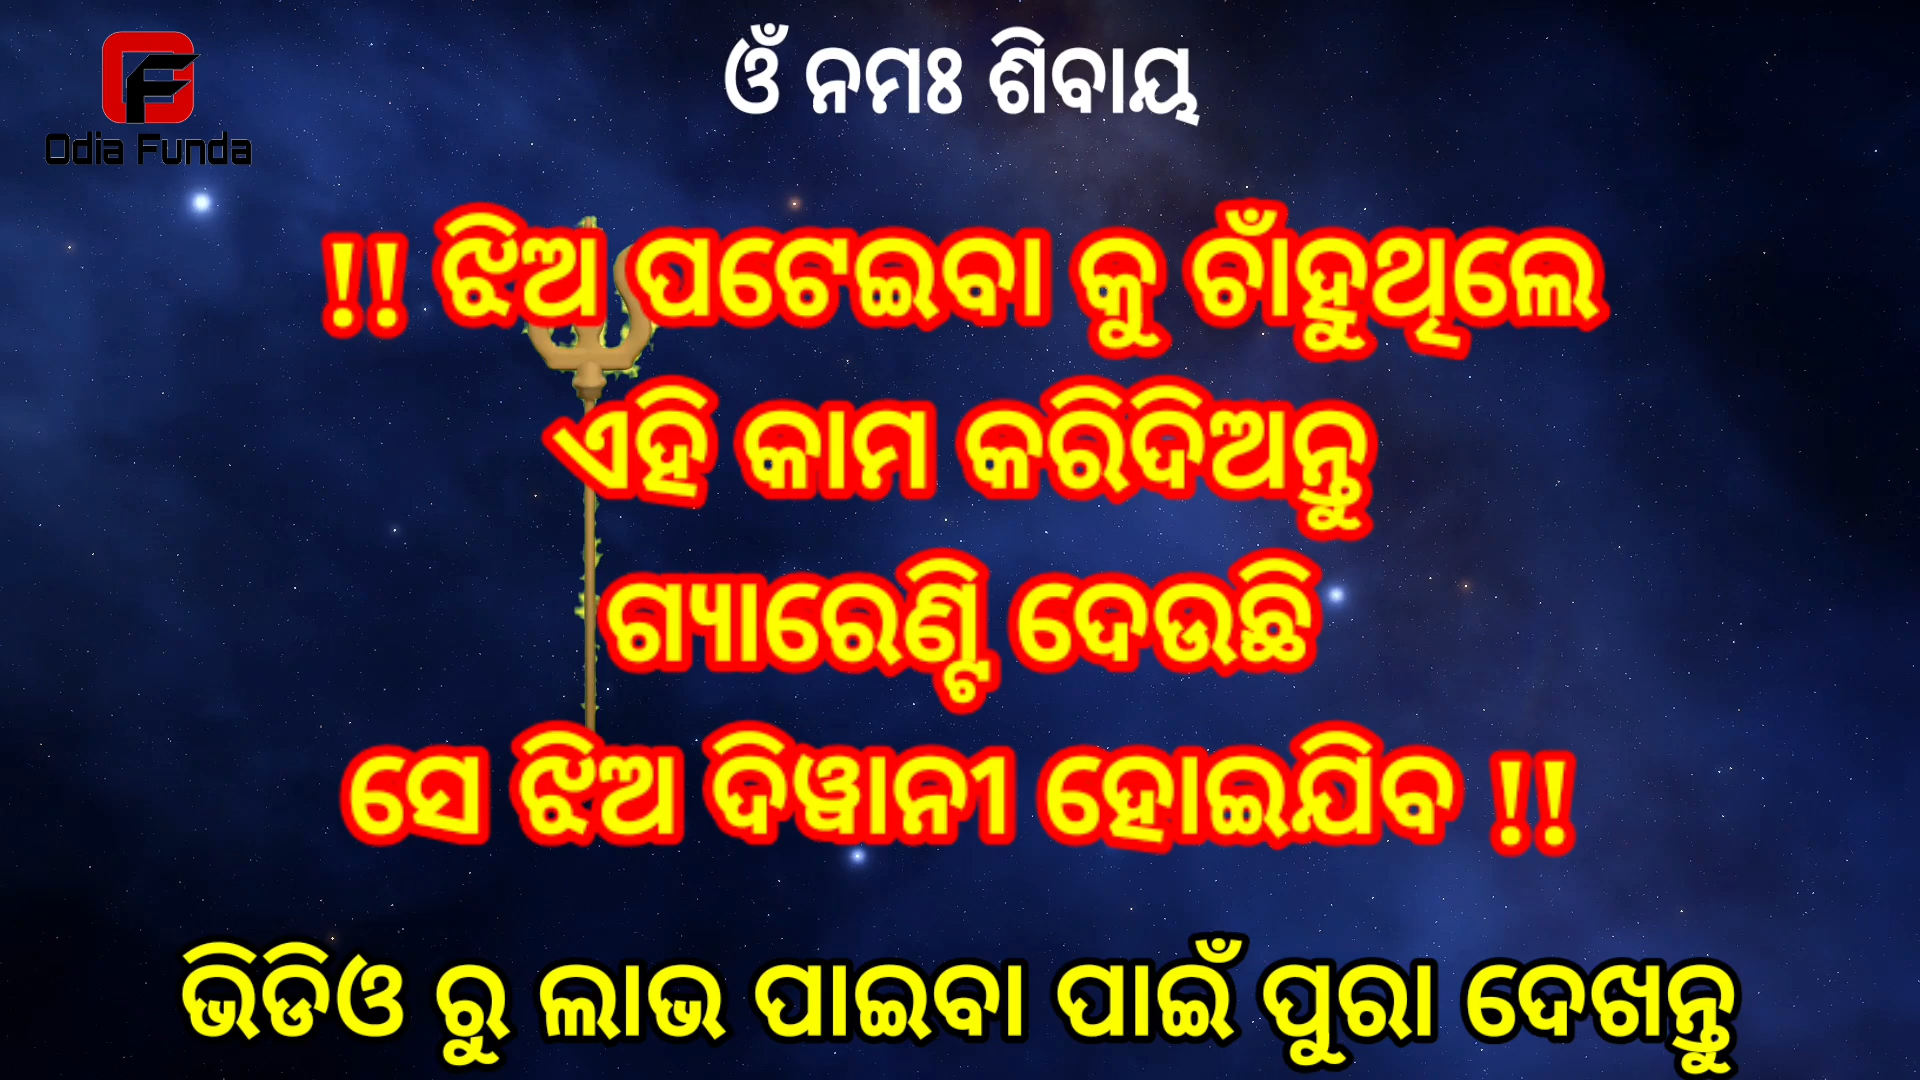 ଓଁ ନମଃ ଶିବାୟ
Odia Funda
!! ଝିଅ ପଟେଇବା କୁ ଚାଁହୁଥିଲେ
ଏହି କାମ କରିଦିଅନ୍ତୁ
ଗ୍ୟାରେଣ୍ଟି ଦେଉଛି
ସେ ଝିଅ ଦିୱାନୀ ହୋଇଯିବ !!
ଭିଡିଓ ରୁ ଲାଭ ପାଇବା ପାଇଁ ପୁରା ଦେଖନ୍ତୁ